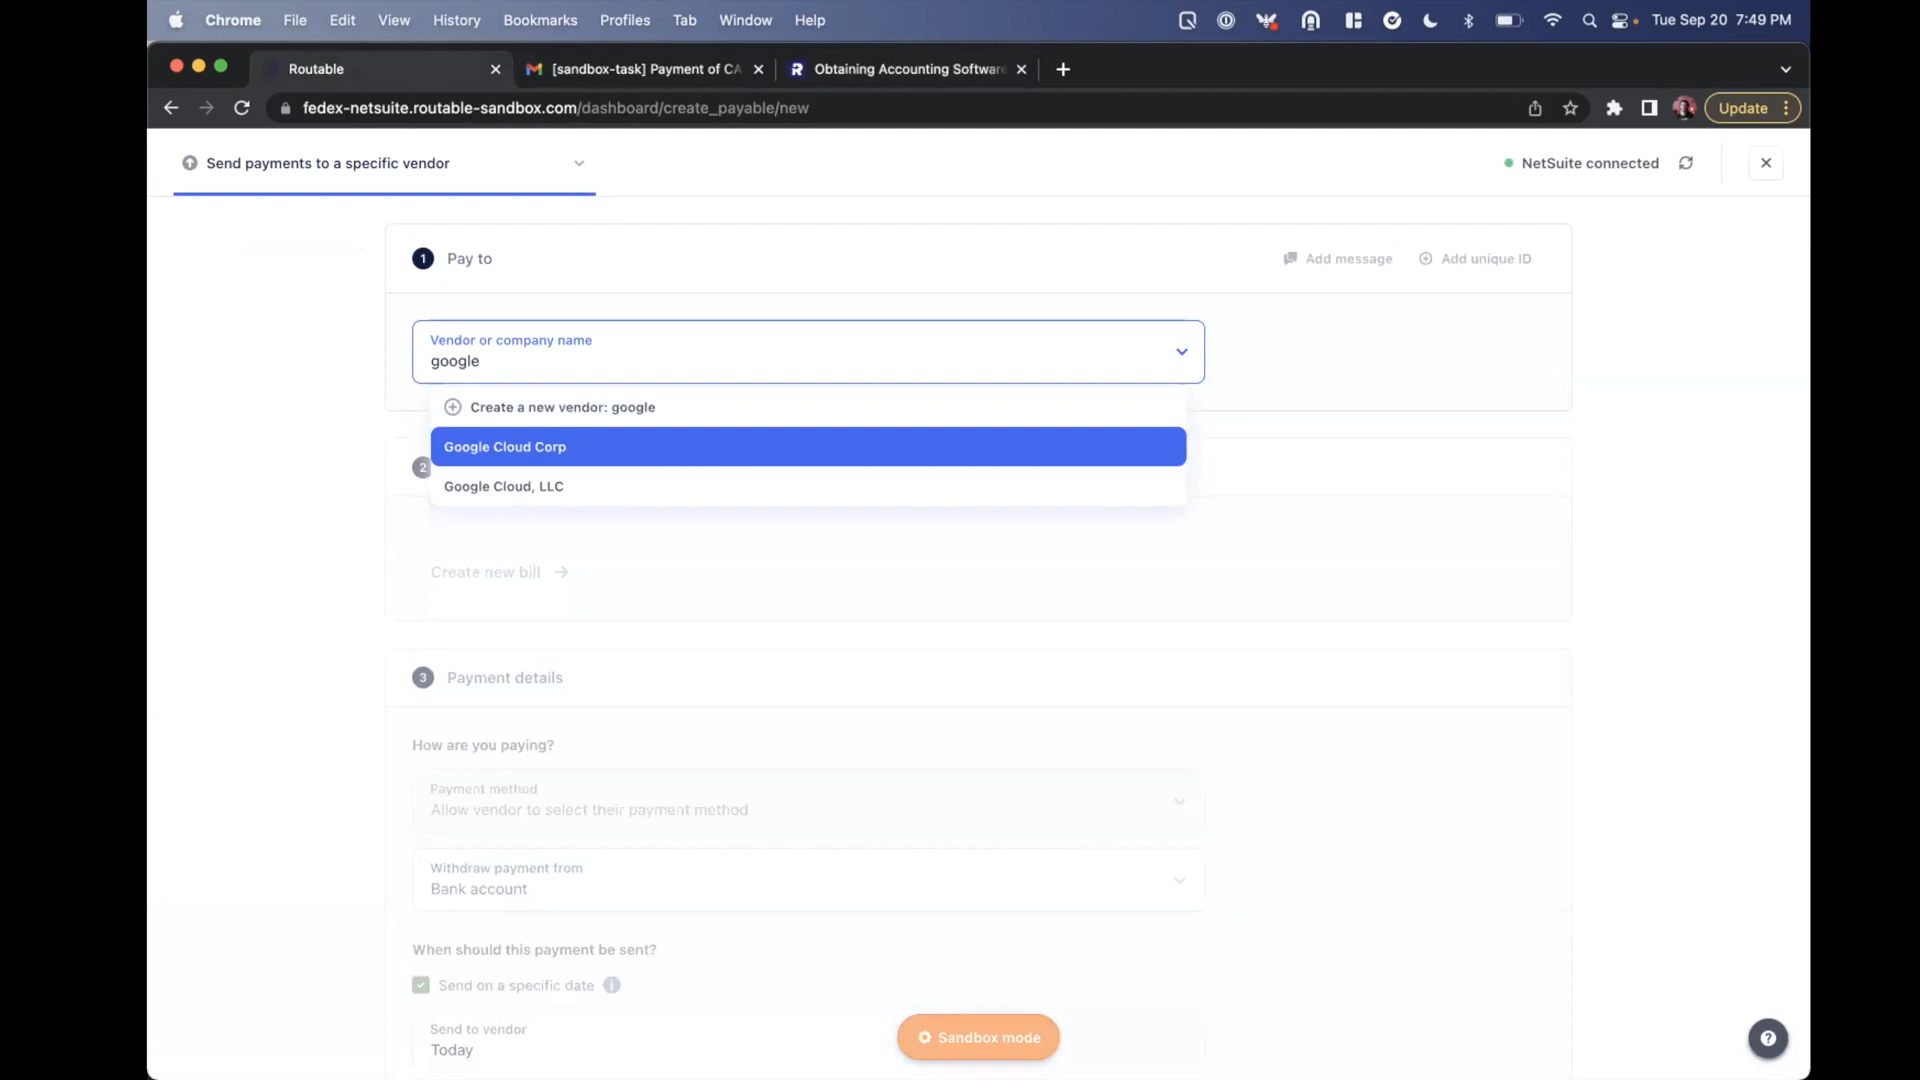 Chrome File Edit View History Bookmarks Profiles Tab Window Help Tue Sep 20 7:49 PM
Routable [sandbox-task] Payment of CA Obtaining Accounting Software
fedex-netsuite.routable-sandbox.com/dashboard/create_payable/new Update
Send payments to a specific vendor NetSuite connected
1 Pay to Add message Add unique ID
Vendor or company name
google
Create a new vendor: google
Google Cloud Corp
2
Google Cloud, LLC
Create new bill
3 Payment details
How are you paying?
Payment method
Allow vendor to select their payment method
Withdraw payment from
Bank account
When should this payment be sent?
Send on a specific date
Send to vendor
Today
Sandbox mode